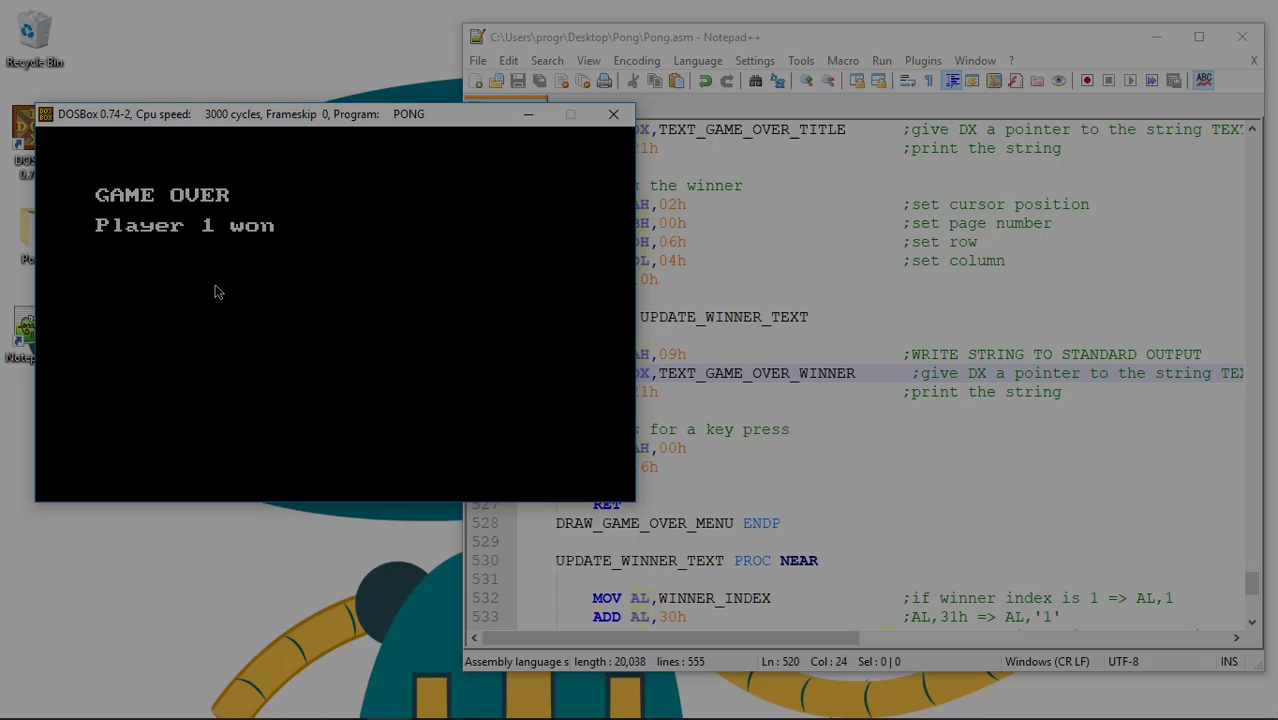 Recycle Bin
C:\Users\progr\Desktop\Pong\Pong.asm - Notepad++
File Edit Search View Encoding Language Settings Tools Macro Run Plugins Window ? X
ABC
DOSBox 0.74-2, Cpu speed: 3000 cycles, Frameskip 0, Program: PONG
GAME OVER
Player 1 won
X,TEXT_GAME_OVER_TITLE ;give DX a pointer to the string TEXT
21h ;print the string
the winner
H,02h ;set cursor position
H,00h ;set page number
H,06h ;set row
L,04h ;set column
10h
UPDATE_WINNER_TEXT
H,09h ;WRITE STRING TO STANDARD OUTPUT
X,TEXT_GAME_OVER_WINNER ;give DX a pointer to the string TEX
21h ;print the string
s for a key press
H,00h
16h
527 RET
528 DRAW_GAME_OVER_MENU ENDP
529
530 UPDATE_WINNER_TEXT PROC NEAR
531
532 MOV AL,WINNER_INDEX ;if winner index is 1 => AL,1
533 ADD AL,30h ;AL,31h => AL,'1'
Assembly language s length : 20,038 lines : 555 Ln : 520 Col : 24 Sel : 0 | 0 Windows (CR LF) UTF-8 INS